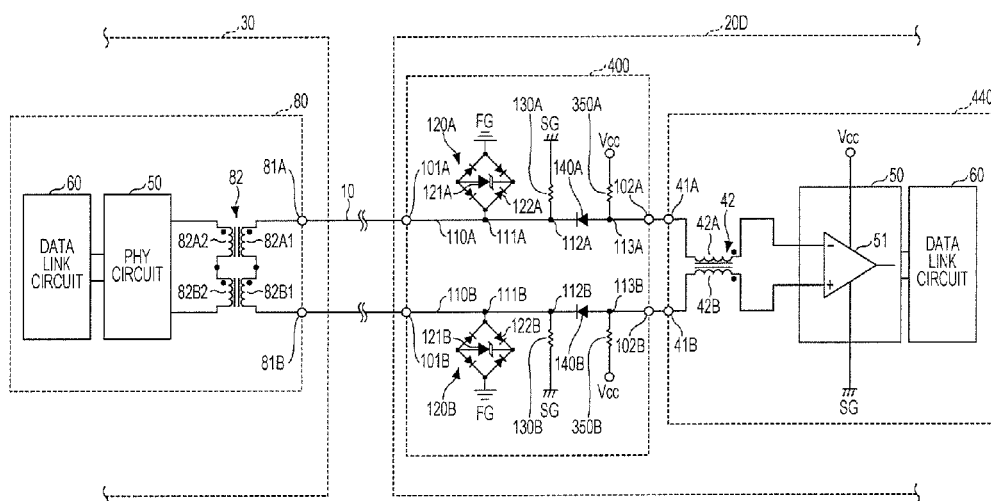 30
20D
400
80
440
130A
350A
FG
SG
120A
140A
Vcc
Vcc
60
50
82
81A
10
101A
121A
122A
102A
41A
42
50
60
42A
51
82A2
82A1
110A
111A
112A
113A
DATA
LINK
CIRCUIT
PHY
CIRCUIT
DATA
LINK
CIRCUIT
82B2
82B1
110B
111B
112B
113B
42B
122B
121B
81B
101B
140B
102B
41B
120B
FG
130B
SG
350B
Vcc
SG